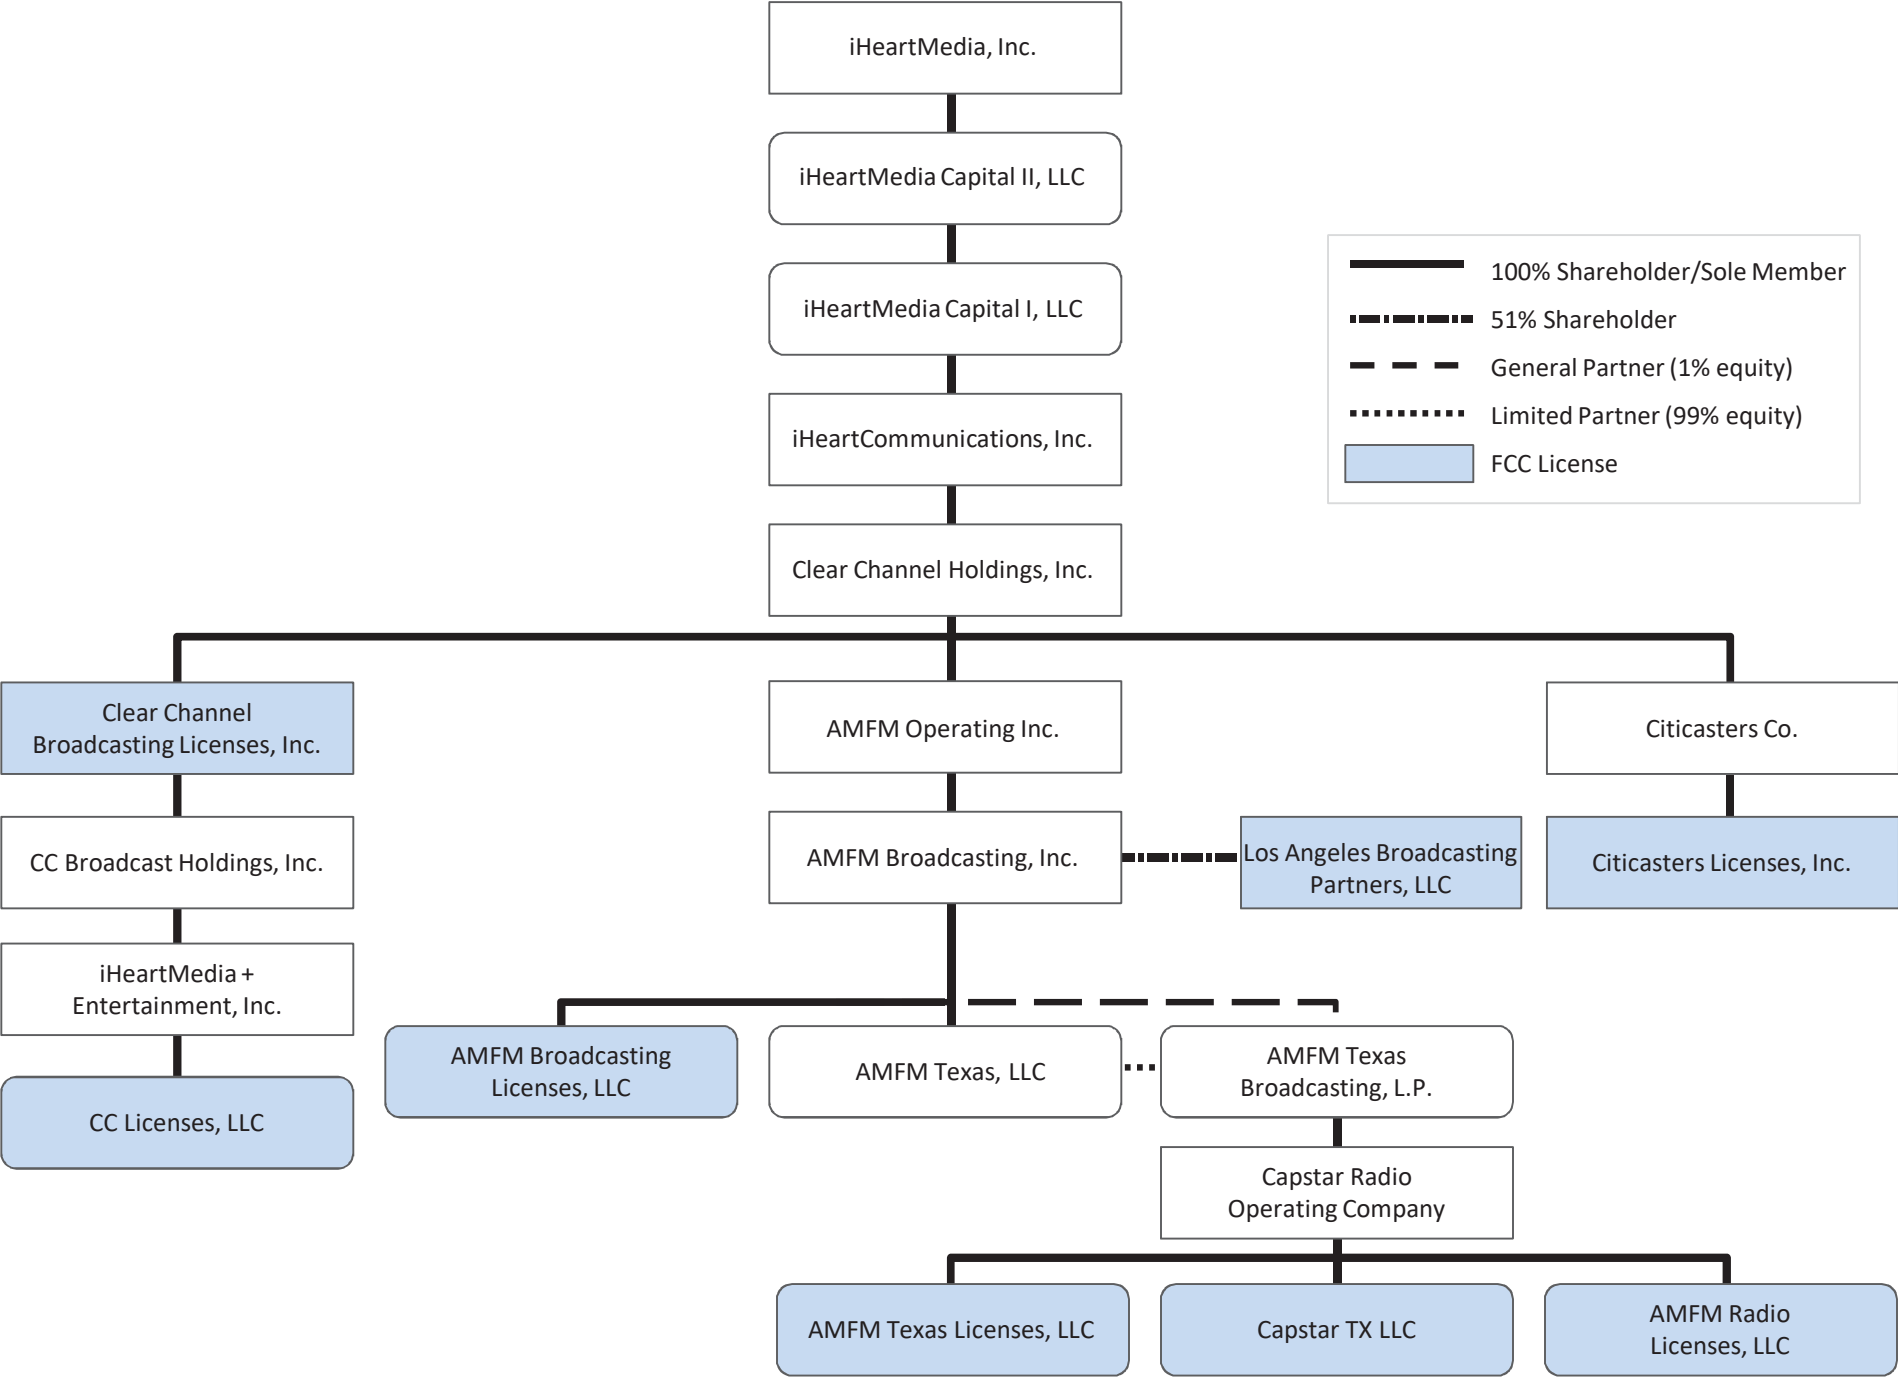 iHeartMedia, Inc.
iHeartMedia Capital II, LLC
iHeartMedia Capital I, LLC
100% Shareholder/Sole Member
51% Shareholder
General Partner (1% equity)
Limited Partner (99% equity)
FCC License
iHeartCommunications, Inc.
Clear Channel Holdings, Inc.
Clear Channel
Broadcasting Licenses, Inc.
AMFM Operating Inc.
Citicasters Co.
CC Broadcast Holdings, Inc.
AMFM Broadcasting, Inc.
Los Angeles Broadcasting
Partners, LLC
Citicasters Licenses, Inc.
iHeartMedia +
Entertainment, Inc.
AMFM Broadcasting
Licenses, LLC
AMFM Texas, LLC
AMFM Texas
Broadcasting, L.P.
CC Licenses, LLC
Capstar Radio
Operating Company
AMFM Texas Licenses, LLC
Capstar TX LLC
AMFM Radio
Licenses, LLC